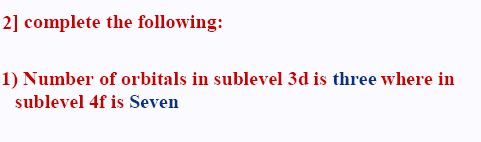 2] complete the following:
1) Number of orbitals in sublevel 3d is three where in
sublevel 4f is Seven